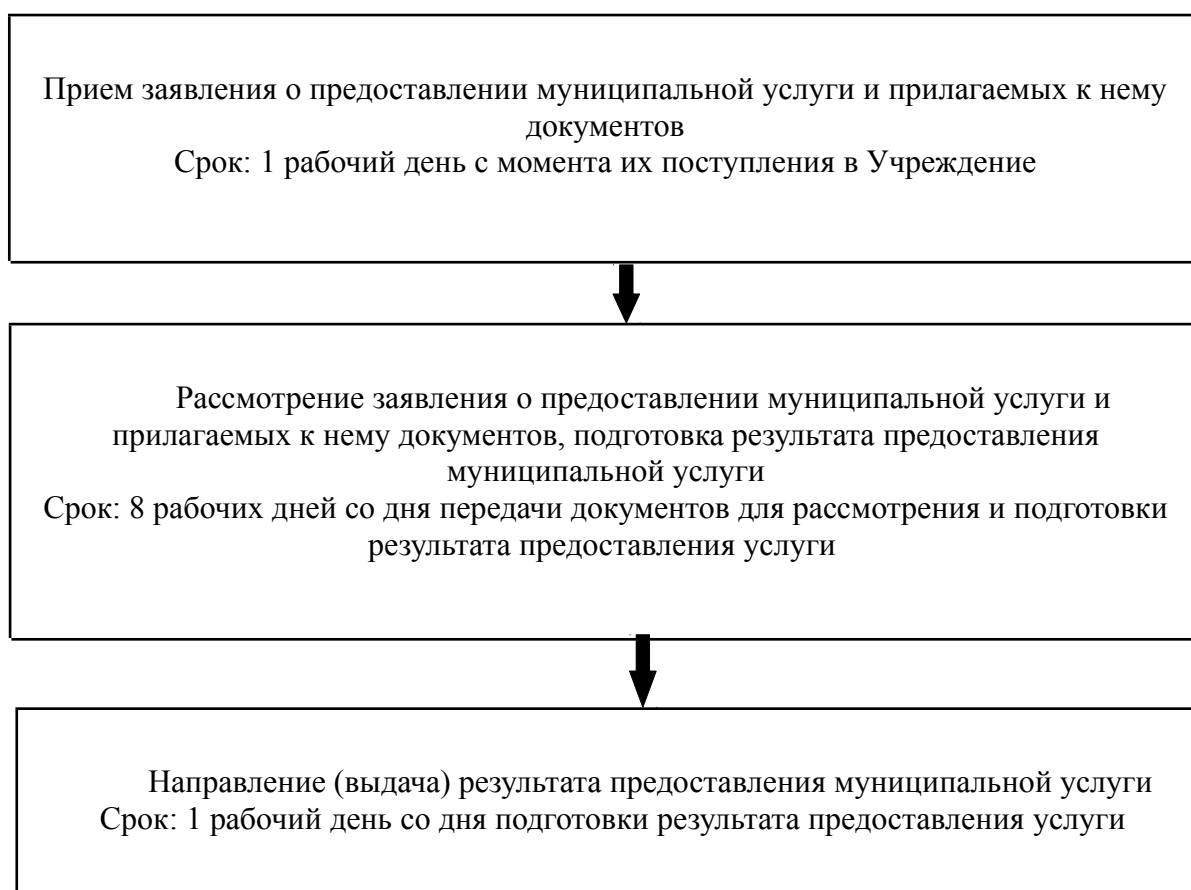 Прием заявления о предоставлении муниципальной услуги и прилагаемых к нему
документов
Срок: 1 рабочий день с момента их поступления в Учреждение
Рассмотрение заявления о предоставлении муниципальной услуги и
прилагаемых к нему документов, подготовка результата предоставления
муниципальной услуги
Срок: 8 рабочих дней со дня передачи документов для рассмотрения и подготовки
результата предоставления услуги
Направление (выдача) результата предоставления муниципальной услуги
Срок: 1 рабочий день со дня подготовки результата предоставления услуги